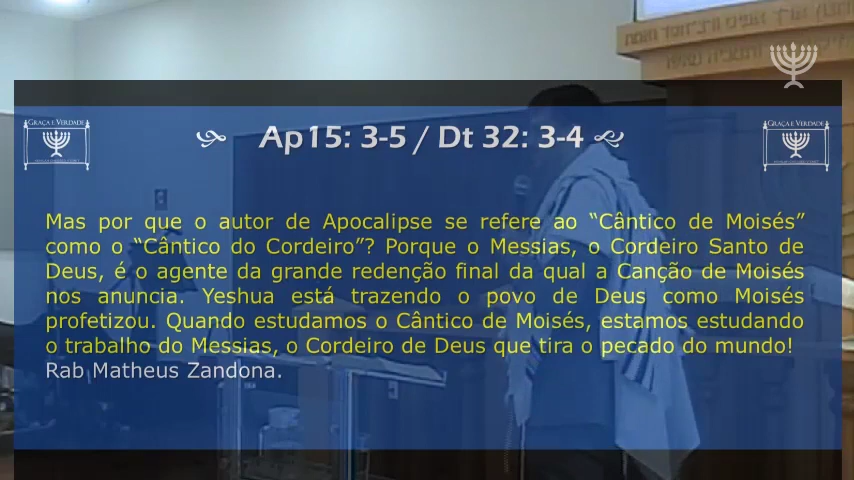 GRAÇA E VERDADE
GRAÇA E VERDADE
Ap15: 3-5 / Dt 32: 3-4
Mas por que o autor de Apocalipse se refere ao “Cântico de Moisés”
como o “Cântico do Cordeiro”? Porque o Messias, o Cordeiro Santo de
Deus, é o agente da grande redenção final da qual a Canção de Moisés
nos anuncia. Yeshua está trazendo o povo de Deus como Moisés
profetizou. Quando estudamos o Cântico de Moisés, estamos estudando
o trabalho do Messias, o Cordeiro de Deus que tira o pecado do mundo!
Rab Matheus Zandona.